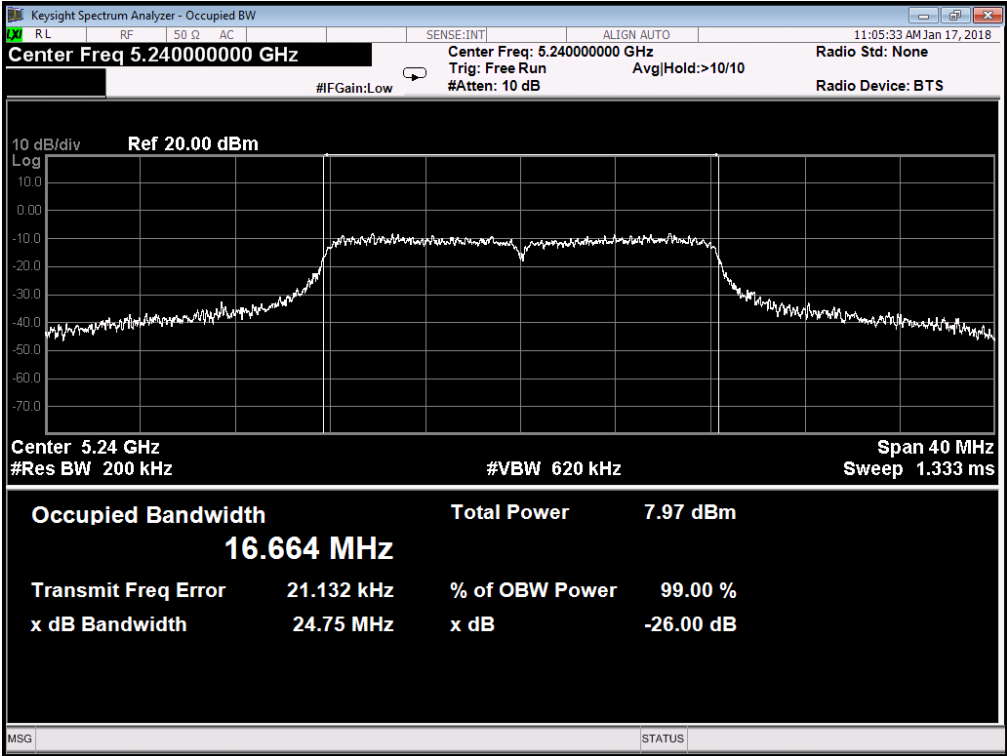 Keysight Spectrum Analyzer - Occupied BW
LXI RL RF 50 Ω AC SENSE:INT ALIGN AUTO 11:05:33 AM Jan 17, 2018
Center Freq 5.240000000 GHz
Center Freq: 5.240000000 GHz
Radio Std: None
Trig: Free Run
Avg|Hold:>10/10
#IFGain:Low
#Atten: 10 dB
Radio Device: BTS
10 dB/div
Ref 20.00 dBm
Log
10.0
0.00
-10.0
-20.0
-30.0
-40.0
-50.0
-60.0
-70.0
Center 5.24 GHz
Span 40 MHz
#Res BW 200 kHz
#VBW 620 kHz
Sweep 1.333 ms
Occupied Bandwidth
Total Power 7.97 dBm
16.664 MHz
Transmit Freq Error 21.132 kHz
% of OBW Power 99.00 %
x dB Bandwidth 24.75 MHz
x dB -26.00 dB
MSG
STATUS